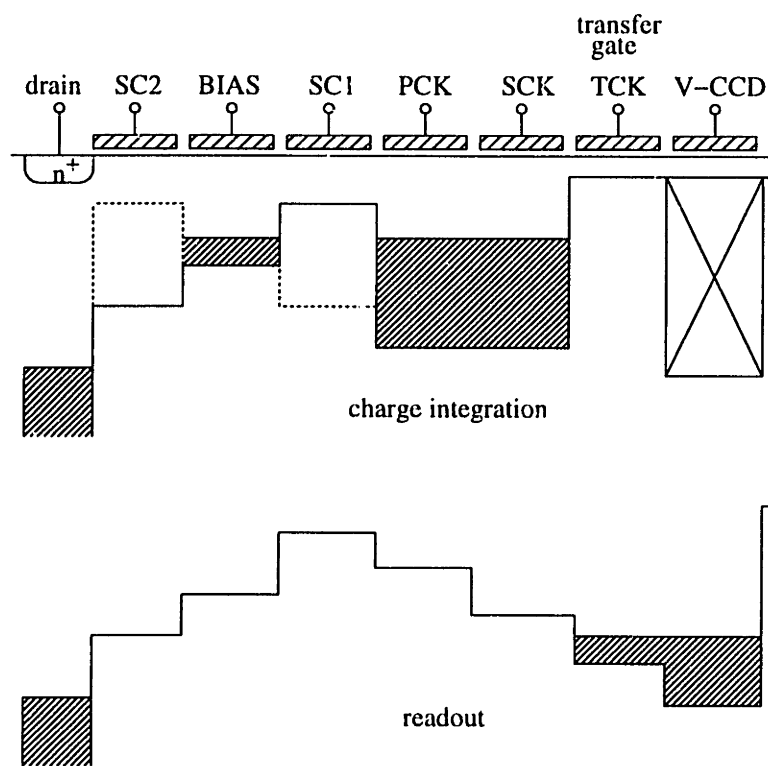 transfer
gate
drain SC2 BIAS SC1 PCK SCK TCK V-CCD
n+
charge integration
readout